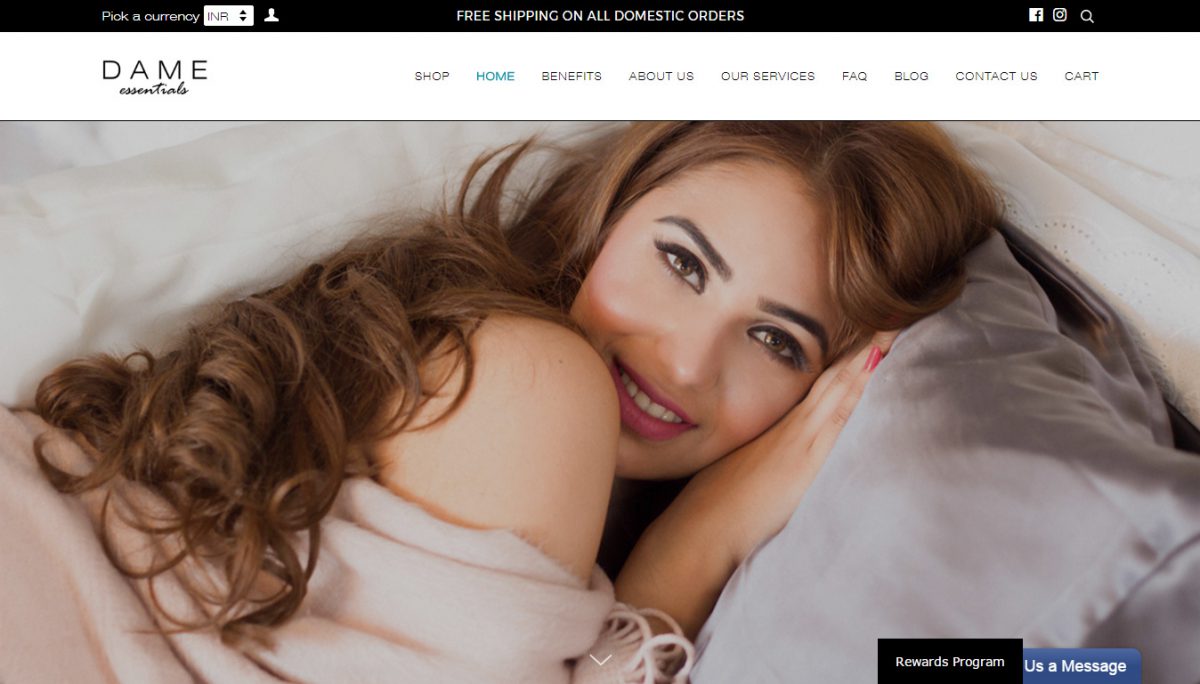 Pick a currency INR
FREE SHIPPING ON ALL DOMESTIC ORDERS
DAME
essentials
SHOP HOME BENEFITS ABOUT US OUR SERVICES FAQ BLOG CONTACT US CART
Rewards Program
Us a Message